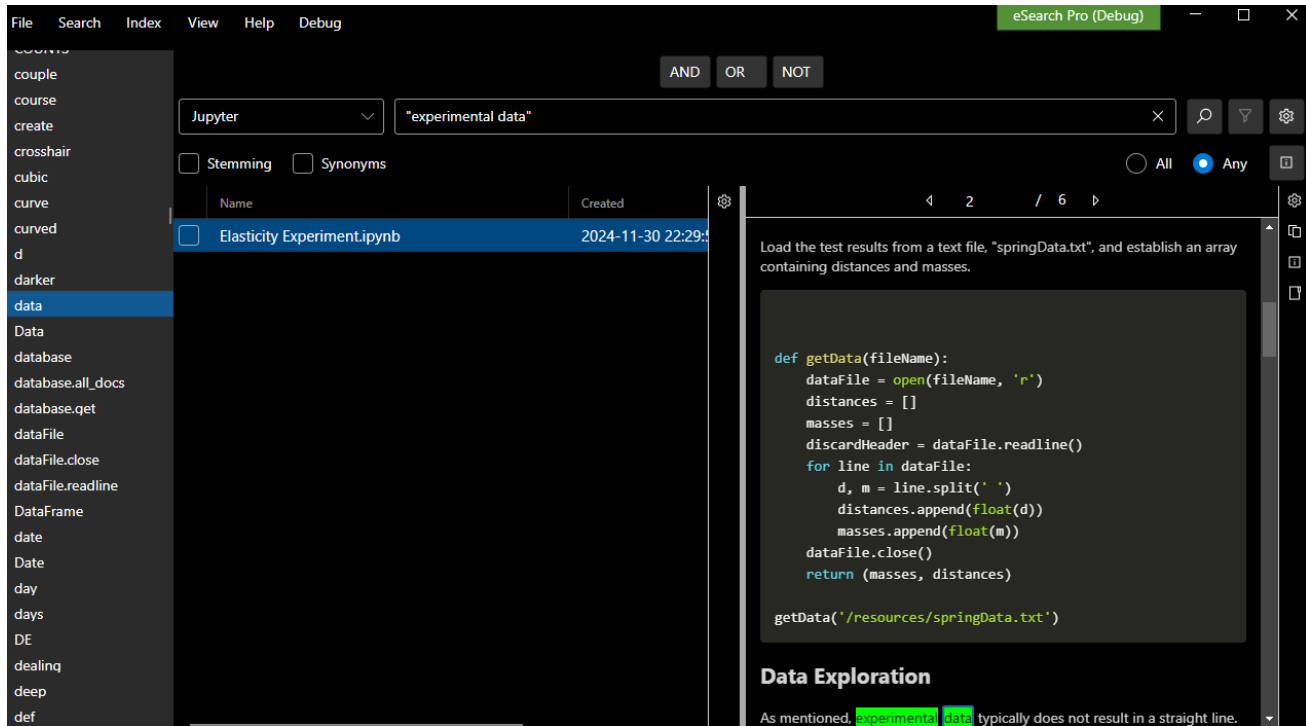 File Search Index View Help Debug
eSearch Pro (Debug)
COUNTS
couple
course
create
crosshair
cubic
curve
curved
d
darker
data
Data
database
database.all_docs
database.get
dataFile
dataFile.close
dataFile.readline
DataFrame
date
Date
day
days
DE
dealing
deep
def
AND OR NOT
Jupyter
"experimental data"
Stemming Synonyms
All Any
Name Created
Elasticity Experiment.ipynb 2024-11-30 22:29:5
2 / 6
Load the test results from a text file, "springData.txt", and establish an array
containing distances and masses.
def getData(fileName):
    dataFile = open(fileName, 'r')
    distances = []
    masses = []
    discardHeader = dataFile.readline()
    for line in dataFile:
        d, m = line.split(' ')
        distances.append(float(d))
        masses.append(float(m))
    dataFile.close()
    return (masses, distances)
getData('/resources/springData.txt')
Data Exploration
As mentioned, experimental data typically does not result in a straight line.